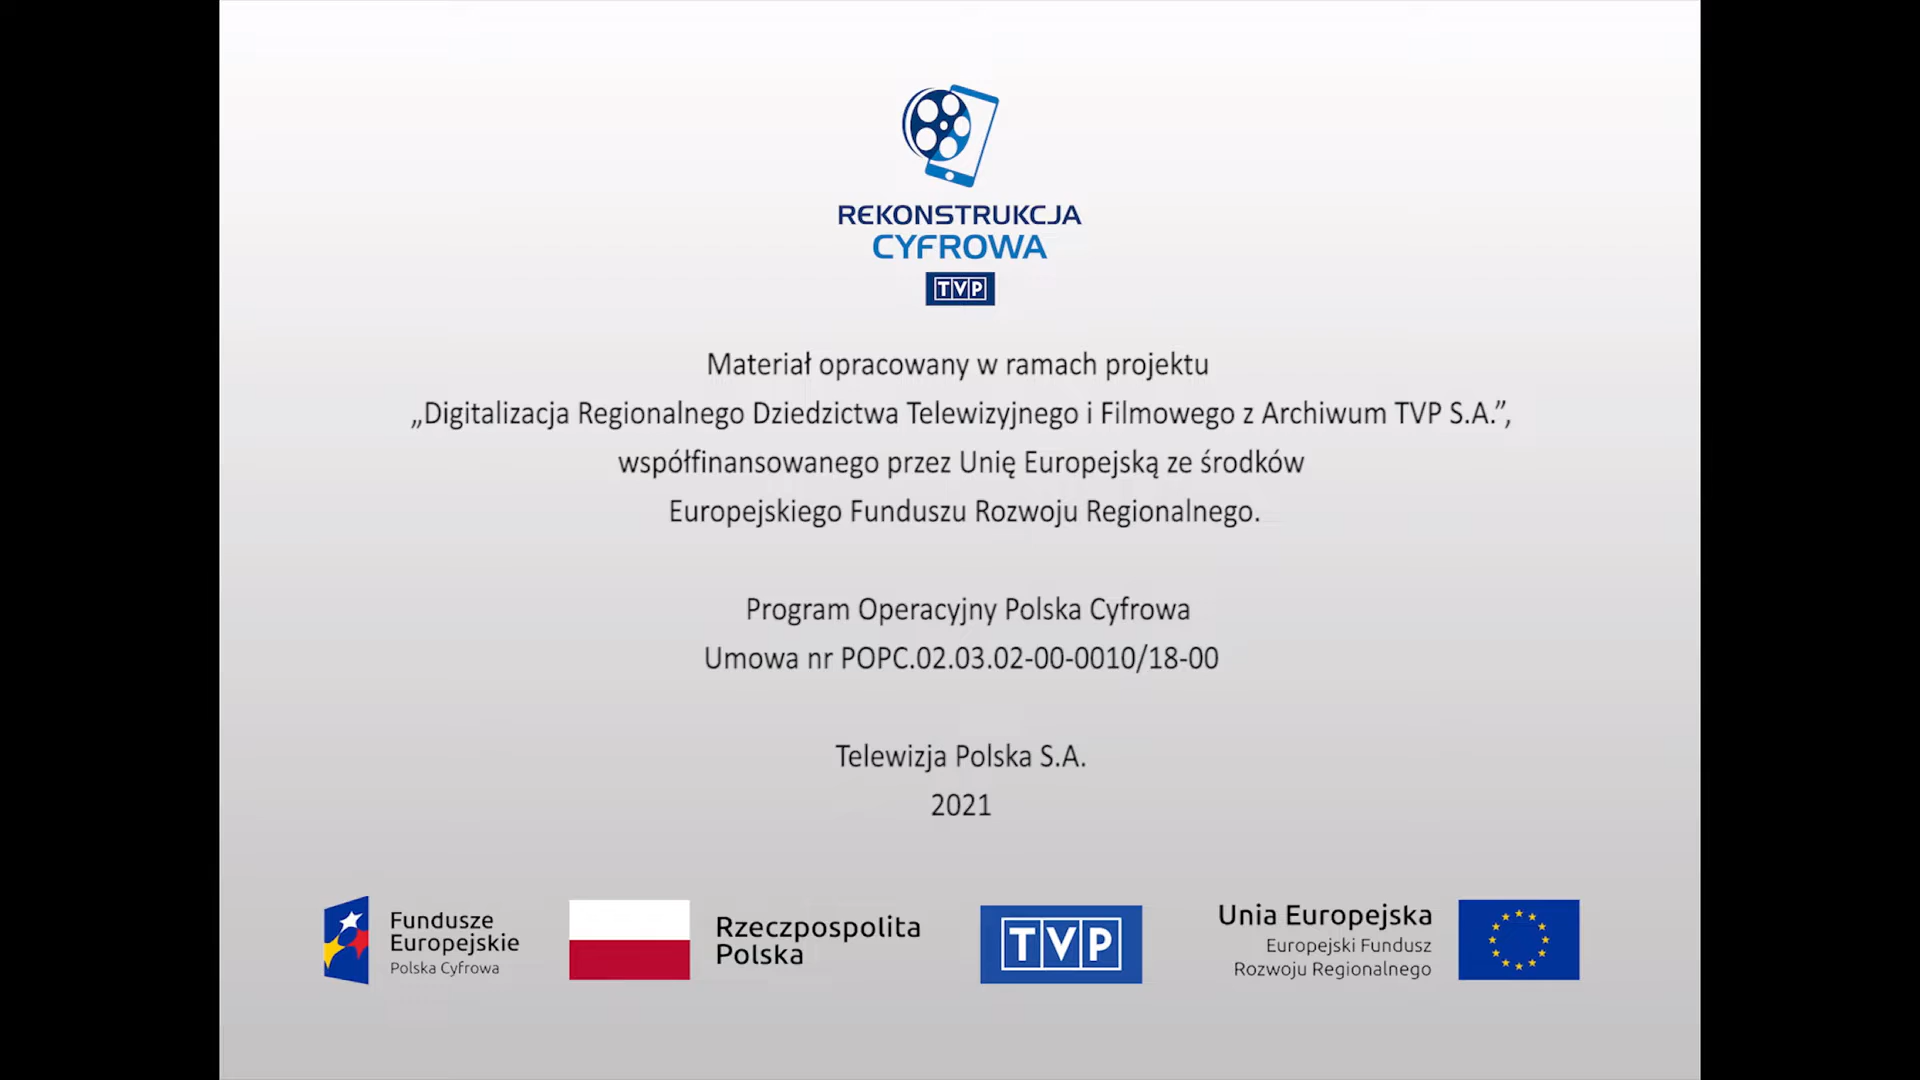 REKONSTRUKCJA
CYFROWA
TVP
Materiał opracowany w ramach projektu
„Digitalizacja Regionalnego Dziedzictwa Telewizyjnego i Filmowego z Archiwum TVP S.A.”,
współfinansowanego przez Unię Europejską ze środków
Europejskiego Funduszu Rozwoju Regionalnego.
Program Operacyjny Polska Cyfrowa
Umowa nr POPC.02.03.02-00-0010/18-00
Telewizja Polska S.A.
2021
Fundusze
Europejskie
Polska Cyfrowa
Rzeczpospolita
Polska
TVP
Unia Europejska
Europejski Fundusz
Rozwoju Regionalnego